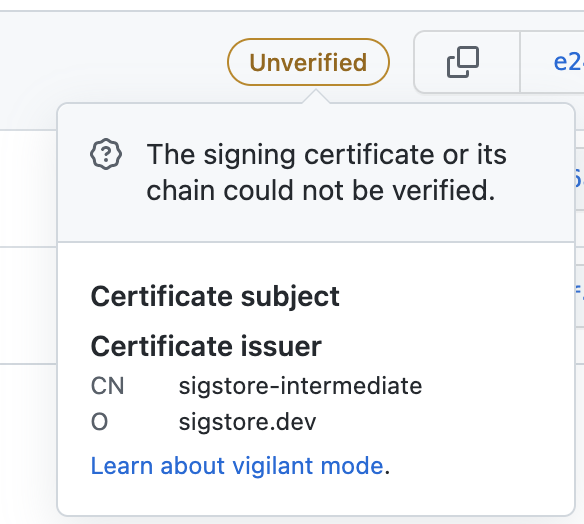 Unverified
The signing certificate or its
chain could not be verified.
Certificate subject
Certificate issuer
CN sigstore-intermediate
O sigstore.dev
Learn about vigilant mode.